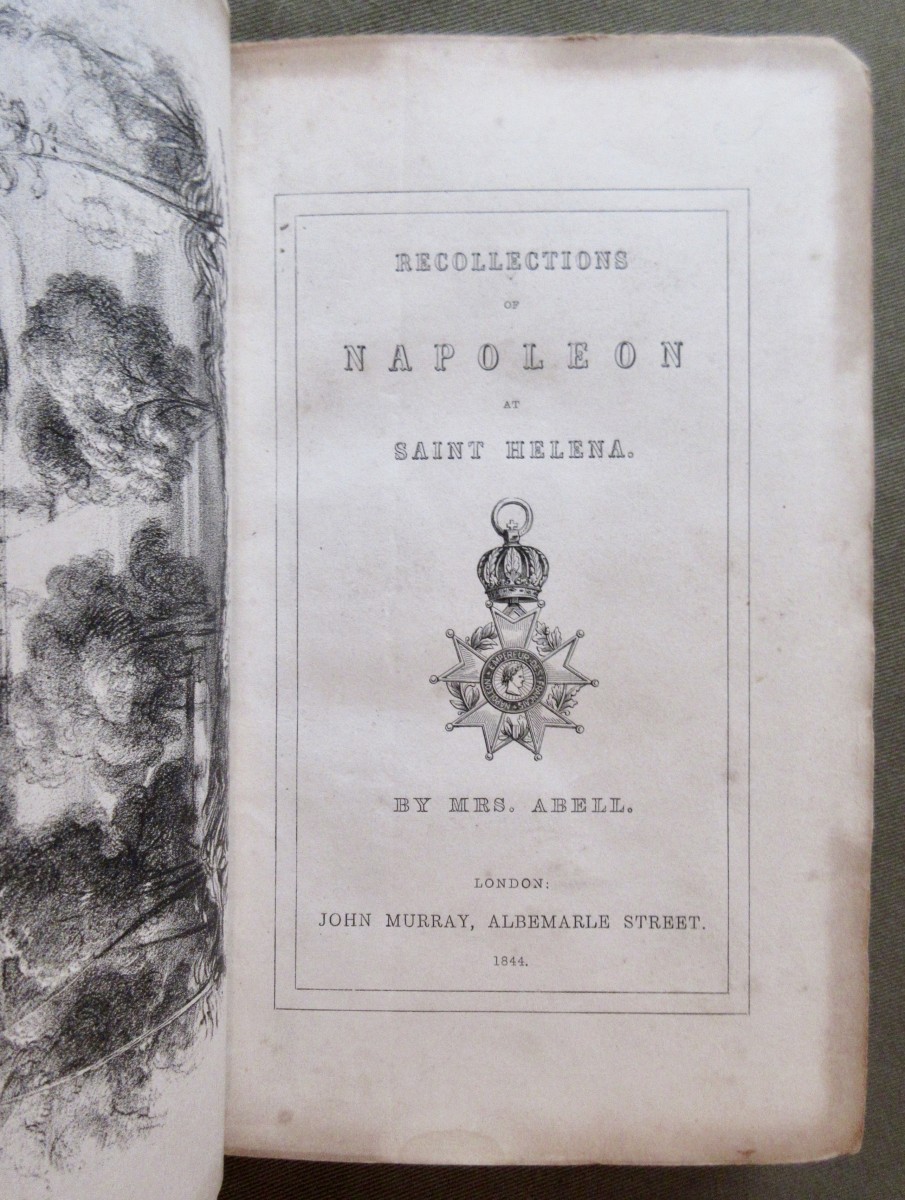 RECOLLECTIONS
OF
NAPOLEON
AT
SAINT HELENA.
BY MRS. ABELL.
LONDON:
JOHN MURRAY, ALBEMARLE STREET.
1844.